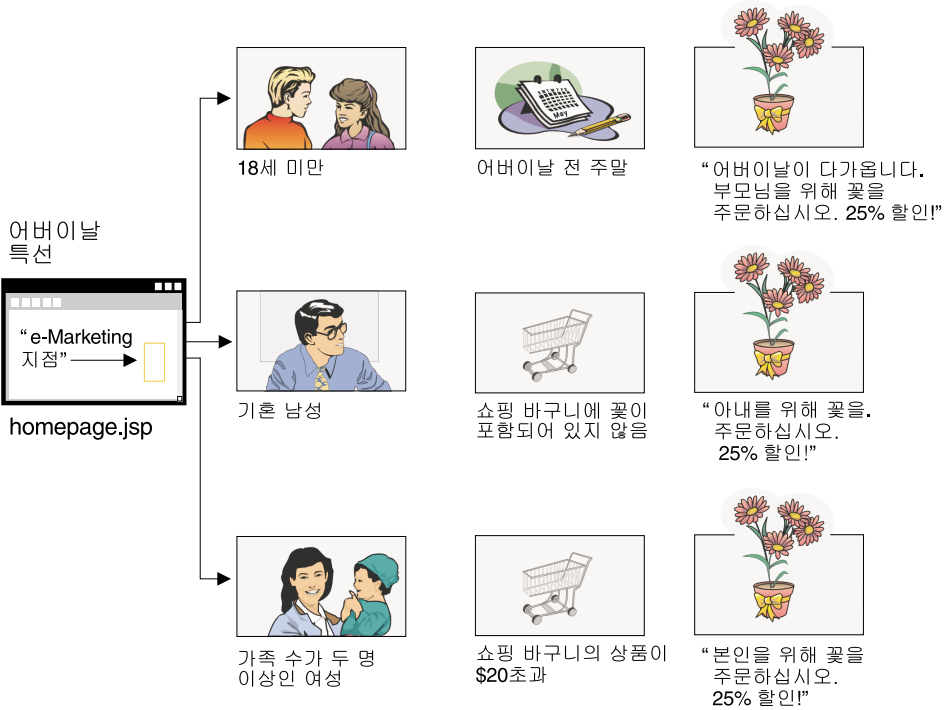 어버이날
특선
“e-Marketing
지점”
homepage.jsp
18세 미만
May
어버이날 전 주말
“어버이날이 다가옵니다.
부모님을 위해 꽃을
주문하십시오. 25% 할인!”
기혼 남성
쇼핑 바구니에 꽃이
포함되어 있지 않음
“아내를 위해 꽃을.
주문하십시오.
25% 할인!”
가족 수가 두 명
이상인 여성
쇼핑 바구니의 상품이
$20초과
“본인을 위해 꽃을
주문하십시오.
25% 할인!”